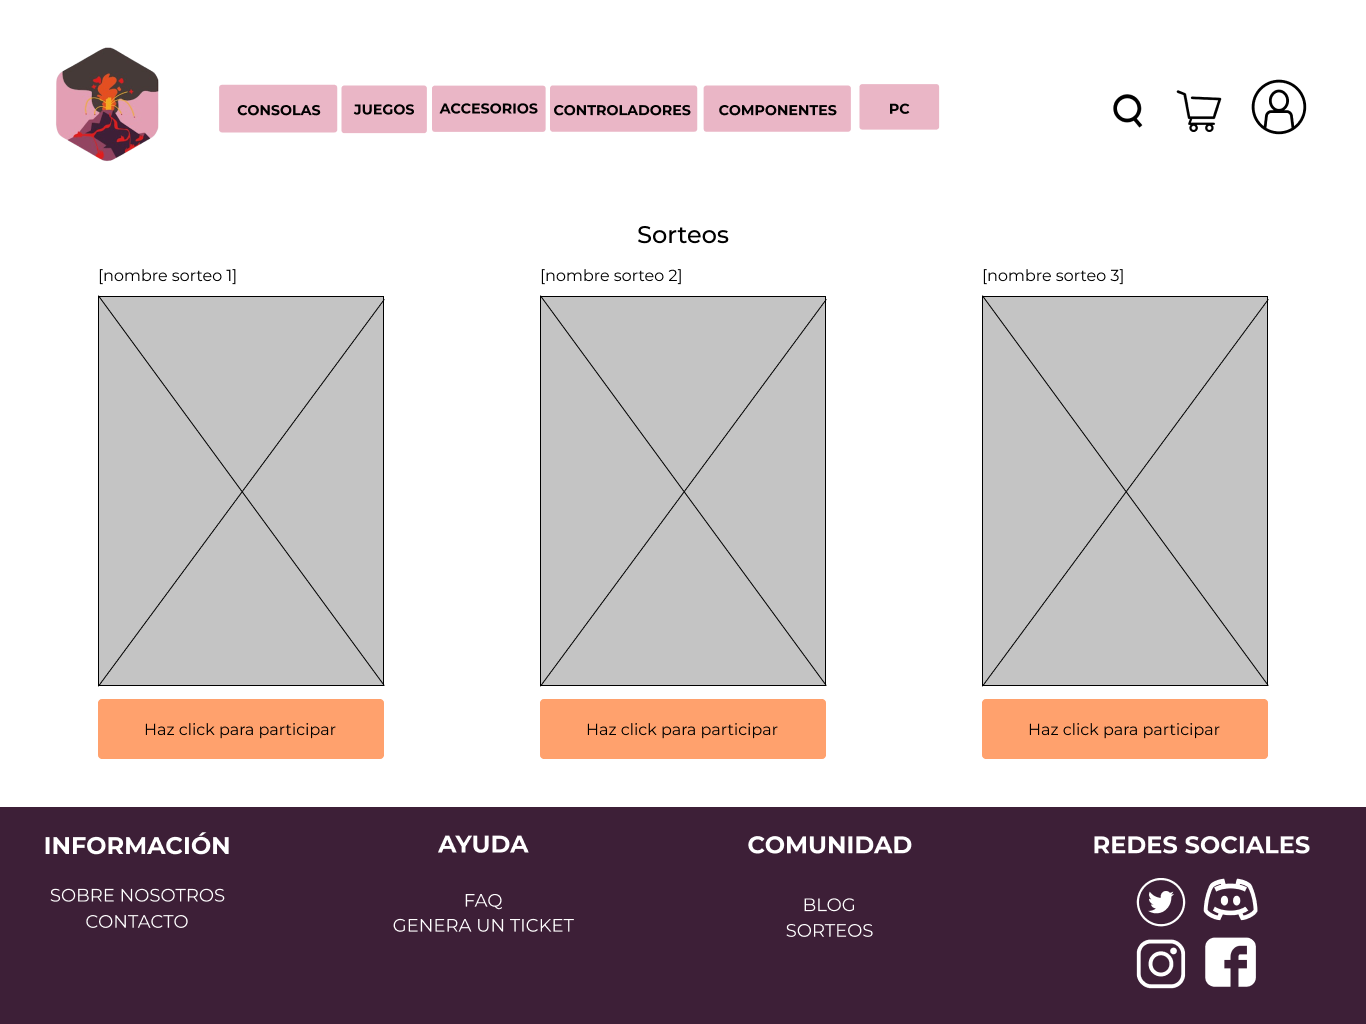 CONSOLAS
JUEGOS
ACCESORIOS
CONTROLADORES
COMPONENTES
PC
Sorteos
[nombre sorteo 1]
[nombre sorteo 2]
[nombre sorteo 3]
Haz click para participar
Haz click para participar
Haz click para participar
INFORMACIÓN
SOBRE NOSOTROS
CONTACTO
AYUDA
FAQ
GENERA UN TICKET
COMUNIDAD
BLOG
SORTEOS
REDES SOCIALES